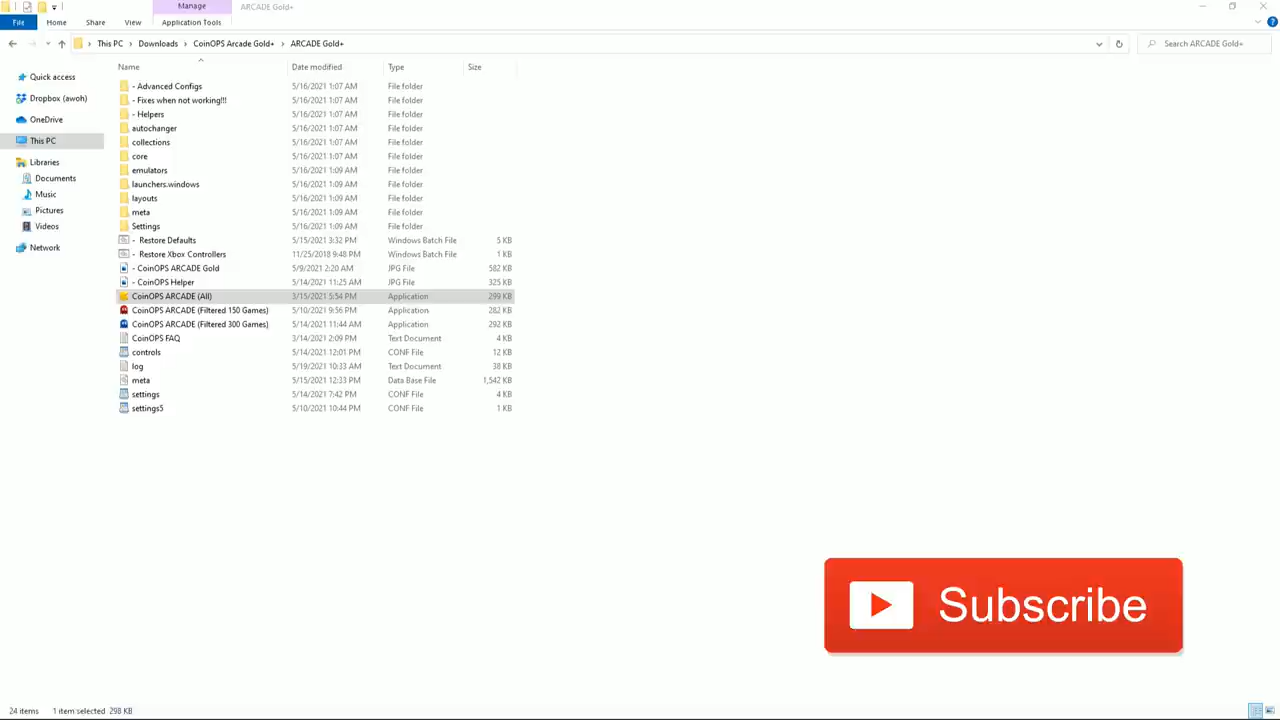 Manage
ARCADE Gold+
File
Home
Share
View
Application Tools
This PC
Downloads
CoinOPS Arcade Gold+
ARCADE Gold+
Search ARCADE Gold+
Quick access
Dropbox (awoh)
OneDrive
This PC
Libraries
Documents
Music
Pictures
Videos
Network
Name Date modified Type Size
- Advanced Configs 5/16/2021 1:07 AM File folder
- Fixes when not working!!! 5/16/2021 1:07 AM File folder
- Helpers 5/16/2021 1:07 AM File folder
autochanger 5/16/2021 1:07 AM File folder
collections 5/16/2021 1:07 AM File folder
core 5/16/2021 1:07 AM File folder
emulators 5/16/2021 1:09 AM File folder
launchers.windows 5/16/2021 1:09 AM File folder
layouts 5/16/2021 1:09 AM File folder
meta 5/16/2021 1:09 AM File folder
Settings 5/16/2021 1:09 AM File folder
- Restore Defaults 5/15/2021 3:32 PM Windows Batch File 5 KB
- Restore Xbox Controllers 11/25/2018 9:48 PM Windows Batch File 1 KB
- CoinOPS ARCADE Gold 5/9/2021 2:20 AM JPG File 582 KB
- CoinOPS Helper 5/14/2021 11:25 AM JPG File 325 KB
CoinOPS ARCADE (All) 3/15/2021 5:54 PM Application 299 KB
CoinOPS ARCADE (Filtered 150 Games) 5/10/2021 9:56 PM Application 282 KB
CoinOPS ARCADE (Filtered 300 Games) 5/14/2021 11:44 AM Application 292 KB
CoinOPS FAQ 3/14/2021 2:09 PM Text Document 4 KB
controls 5/14/2021 12:01 PM CONF File 12 KB
log 5/19/2021 10:33 AM Text Document 38 KB
meta 5/15/2021 12:33 PM Data Base File 1,542 KB
settings 5/14/2021 7:42 PM CONF File 4 KB
settings5 5/10/2021 10:44 PM CONF File 1 KB
Subscribe
24 items 1 item selected 298 KB